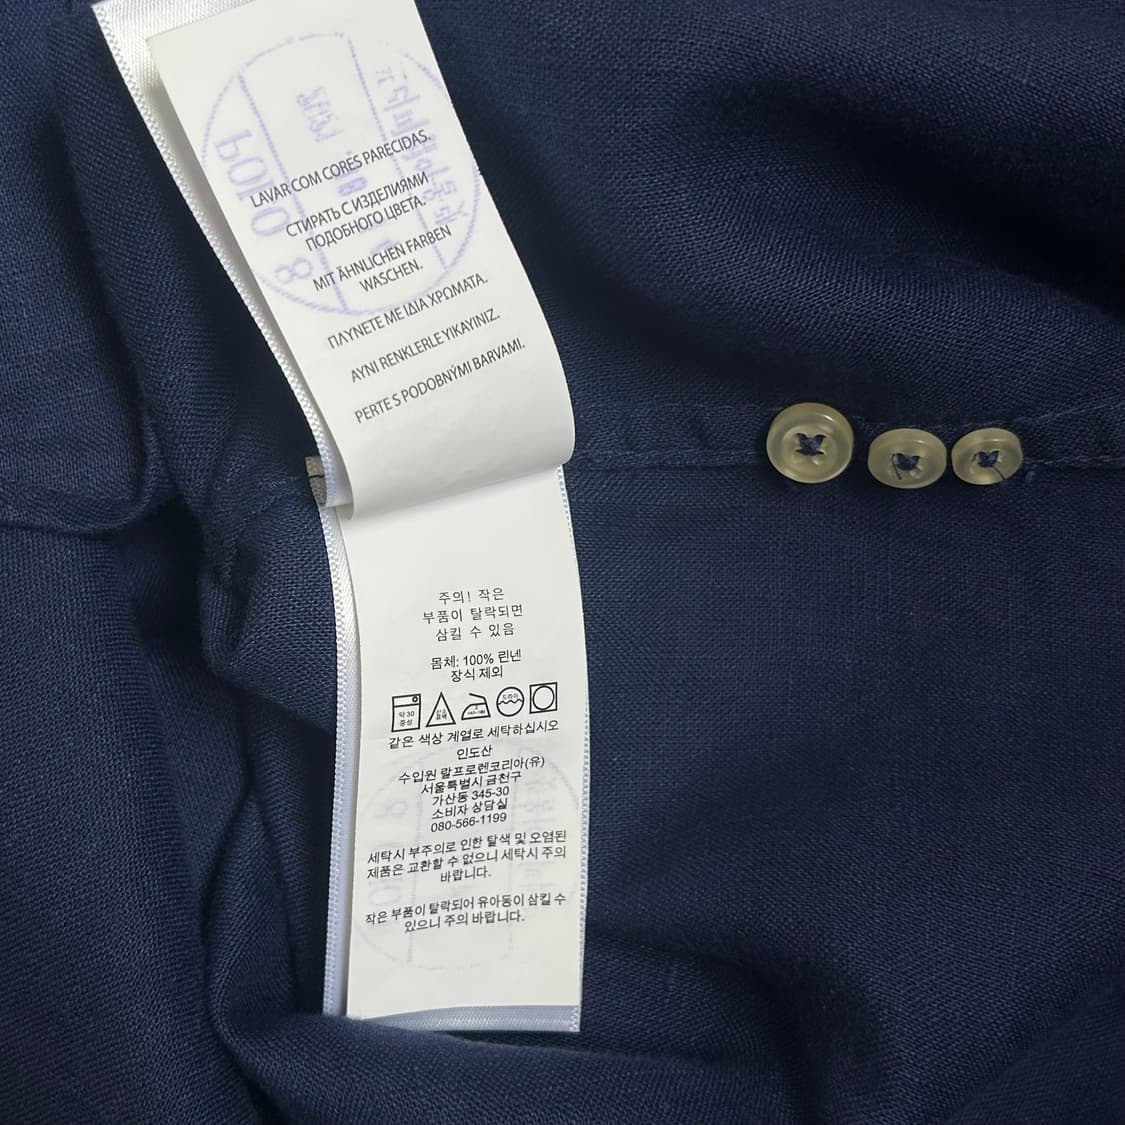 LAVAR COM CORES PARECIDAS.
СТИРАТЬ С ИЗДЕЛИЯМИ
ПОДОБНОГО ЦВЕТА.
MIT ÄHNLICHEN FARBEN
WASCHEN.
ΠΛΥΝΕΤΕ ΜΕ ΙΔΙΑ ΧΡΩΜΑΤΑ.
AYNI RENKLERLE YIKAYINIZ.
PERTE S PODOBNÝMI BARVAMI.
주의! 작은
부품이 탈락되면
삼킬 수 있음
몸체: 100% 린넨
장식 제외
약 30
중성
드라이
같은 색상 계열로 세탁하십시오
인도산
수입원 랄프로렌코리아(유)
서울특별시 금천구
가산동 345-30
소비자 상담실
080-566-1199
세탁시 부주의로 인한 탈색 및 오염된
제품은 교환할 수 없으니 세탁시 주의
바랍니다.
작은 부품이 탈락되어 유아동이 삼킬 수
있으니 주의 바랍니다.